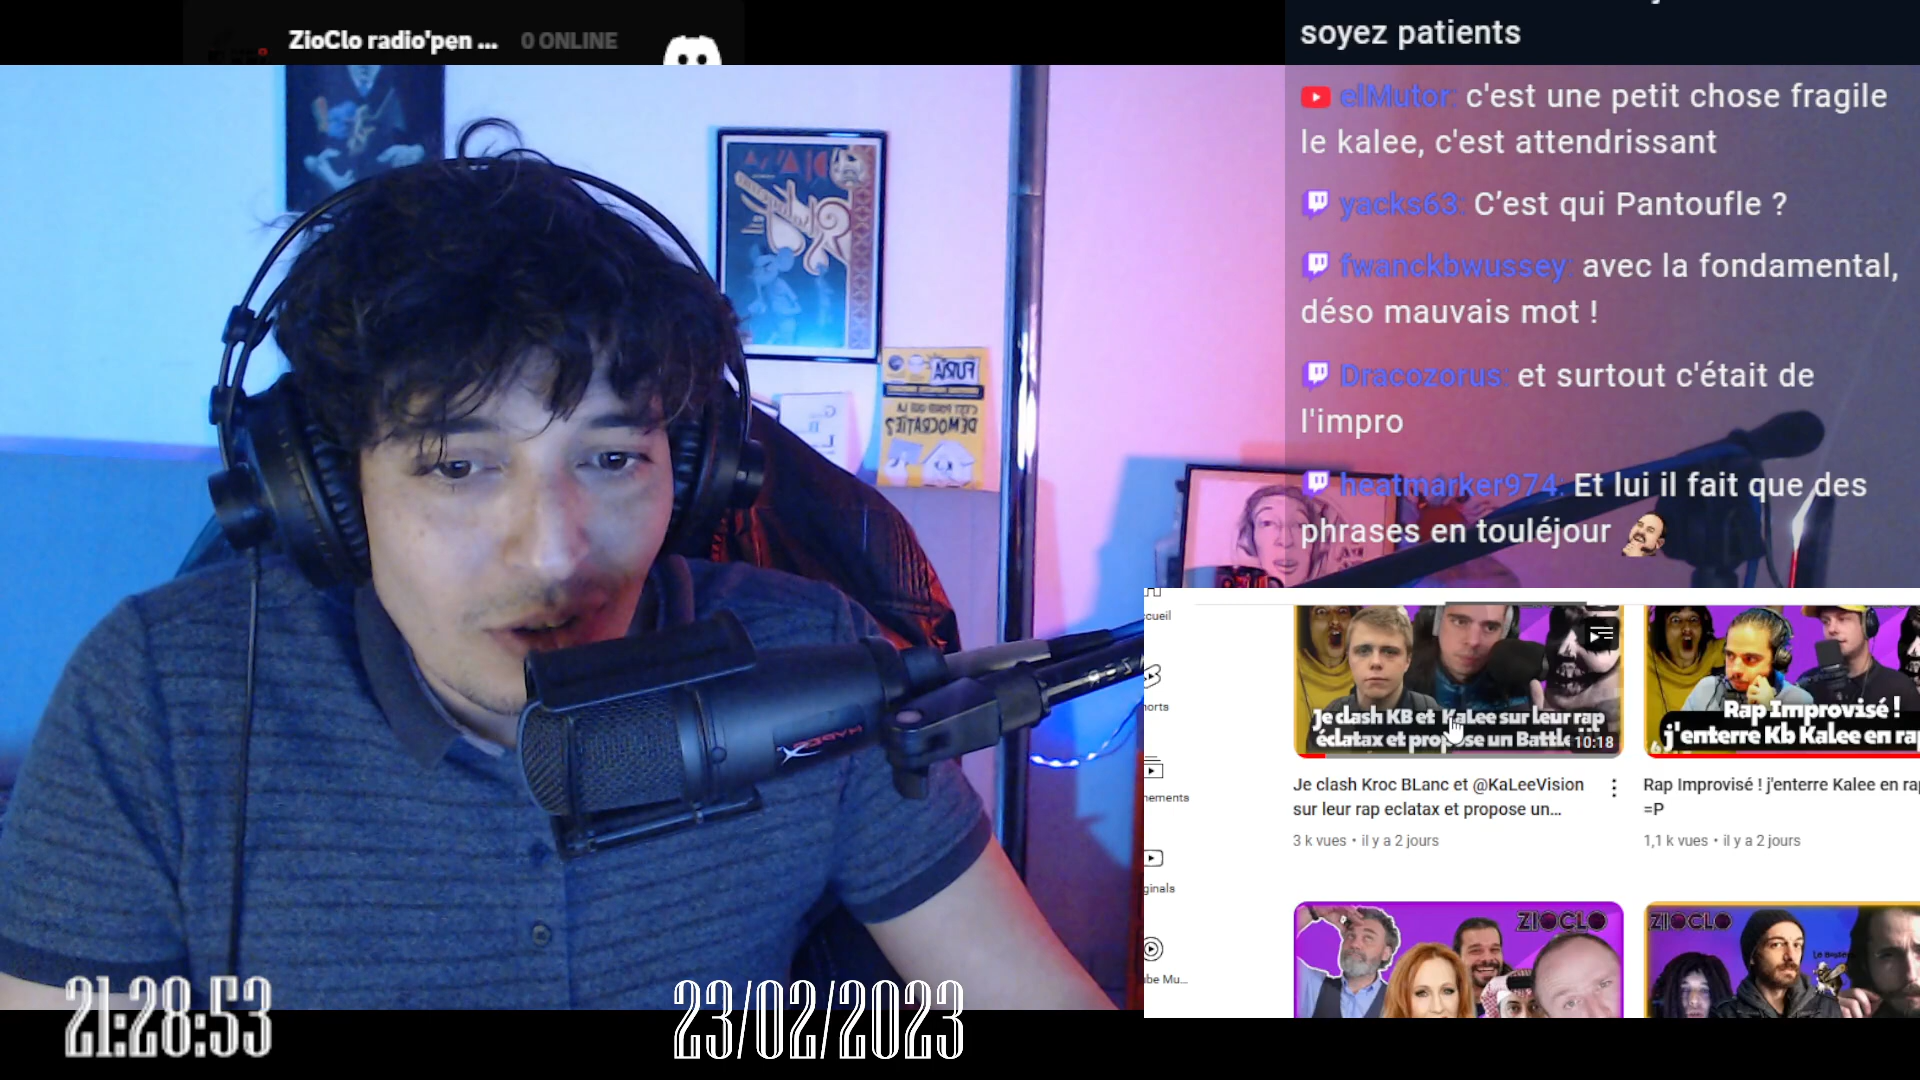 ZioClo radio'pen ... 0 ONLINE
soyez patients
elMutor: c'est une petit chose fragile
le kalee, c'est attendrissant
yacks63: C’est qui Pantoufle ?
fwanckbwussey: avec la fondamental,
déso mauvais mot !
Dracozorus: et surtout c'était de
l'impro
heatmarker974: Et lui il fait que des
phrases en touléjour
FURIA
DÉMOCRATIE?
Je clash KB et Kalee sur leur rap
éclatax et propose un Battle
10:18
Rap Improvisé !
j'enterre Kb Kalee en rap
Je clash Kroc BLanc et @KaLeeVision
sur leur rap eclatax et propose un...
3 k vues • il y a 2 jours
Rap Improvisé ! j'enterre Kalee en rap
=P
1,1 k vues • il y a 2 jours
ZIOCLO
ZIOCLO
21:28:53
23/02/2023